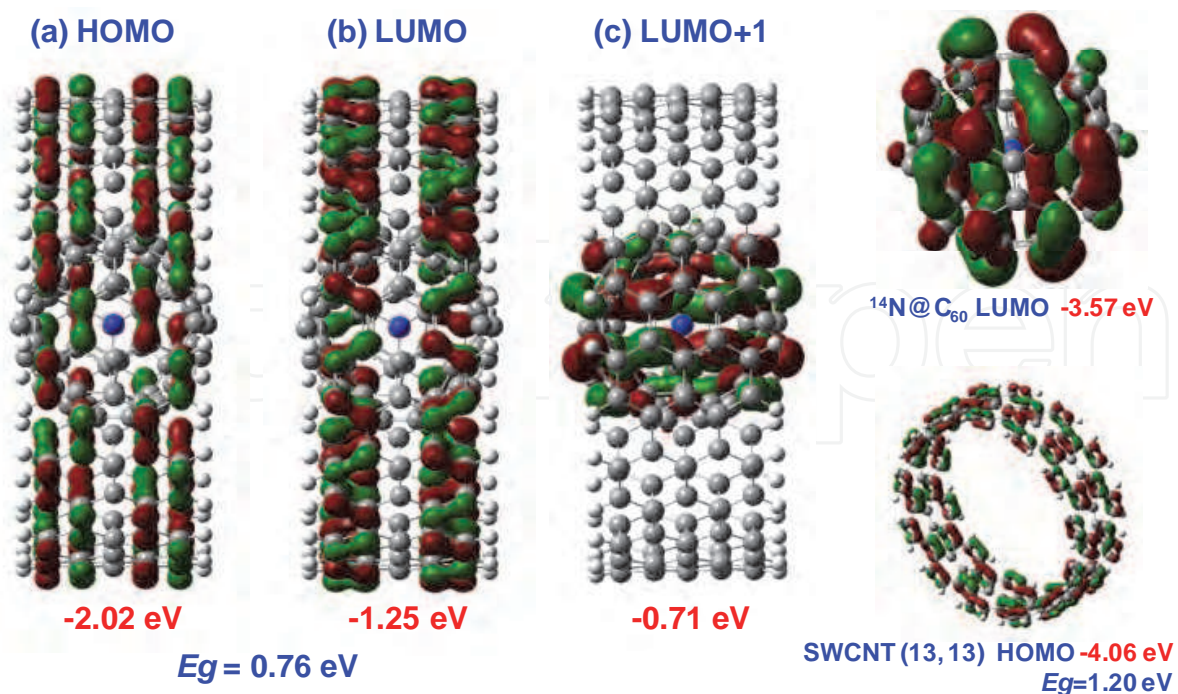 (a) HOMO
(b) LUMO
(c) LUMO+1
¹⁴N@C₆₀ LUMO -3.57 eV
-2.02 eV
-1.25 eV
-0.71 eV
Eg = 0.76 eV
SWCNT (13, 13) HOMO -4.06 eV
Eg=1.20 eV